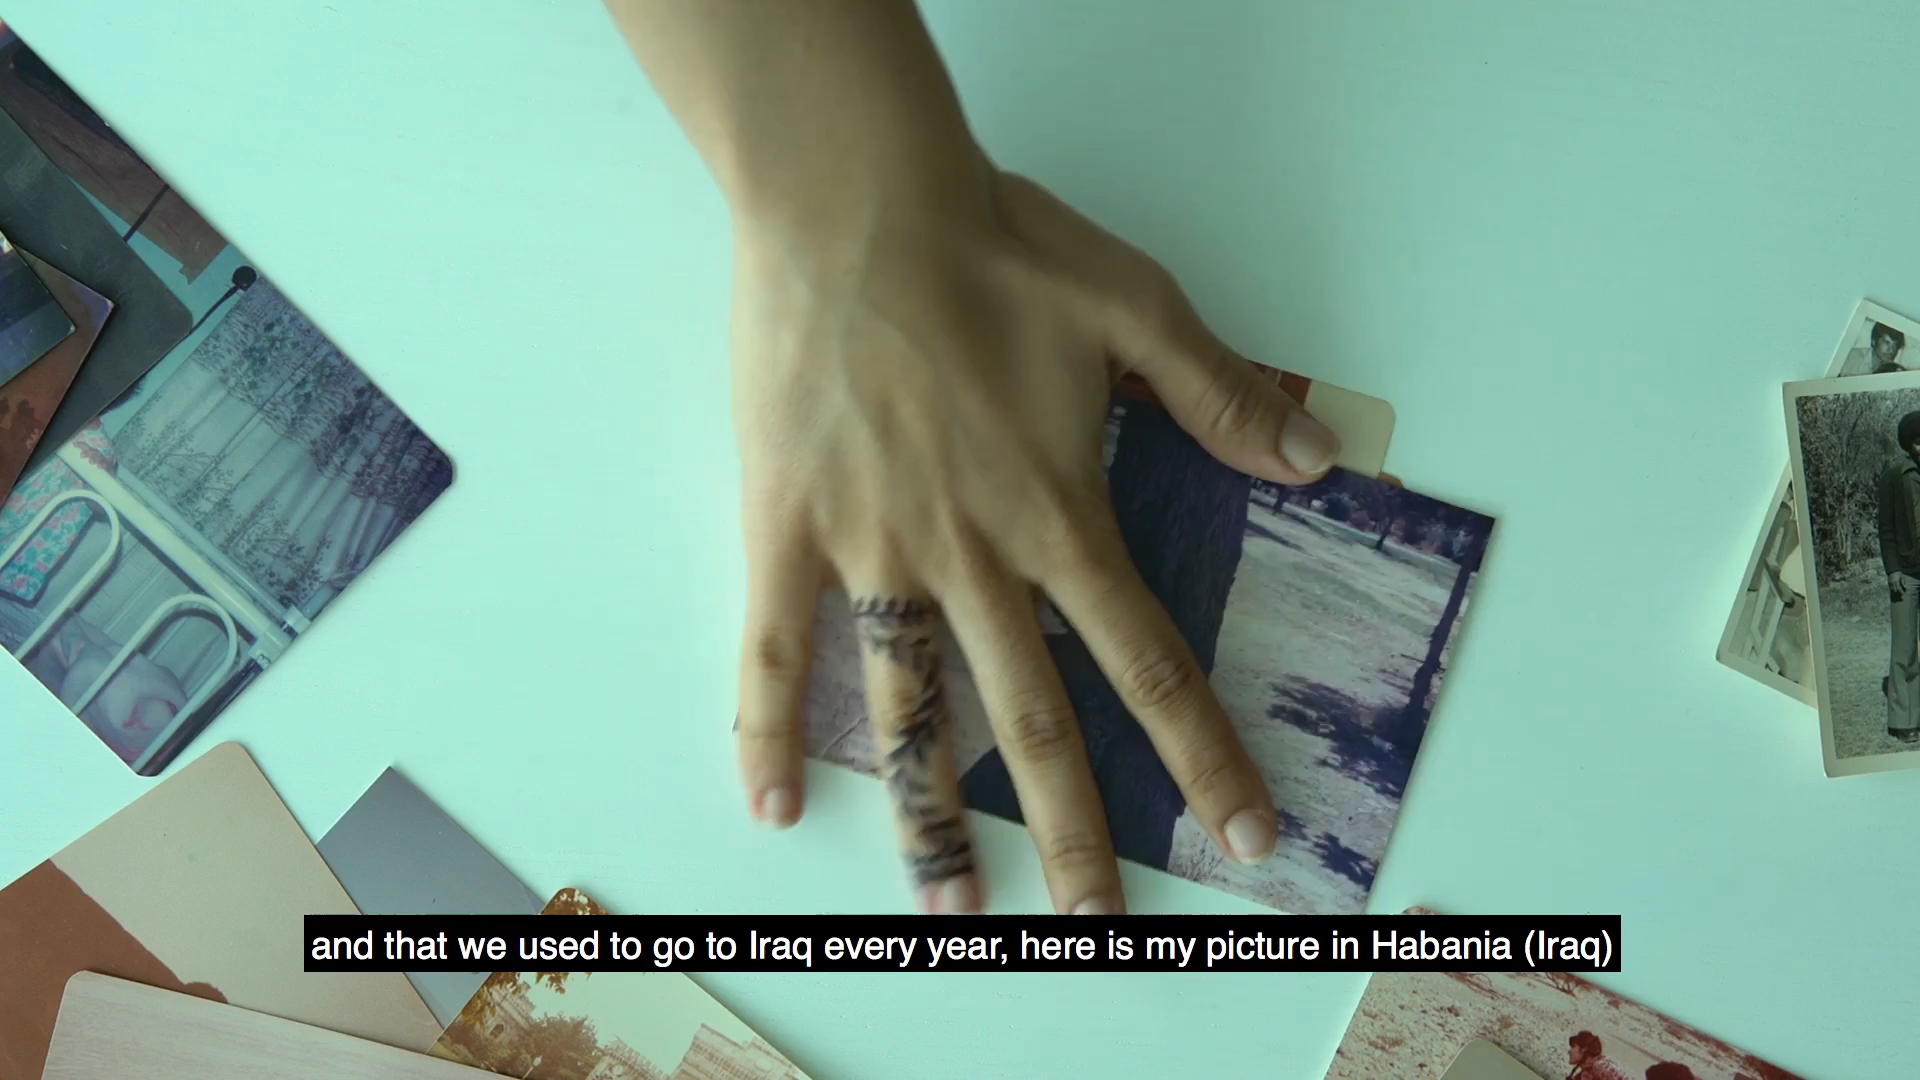 and that we used to go to Iraq every year, here is my picture in Habania (Iraq)